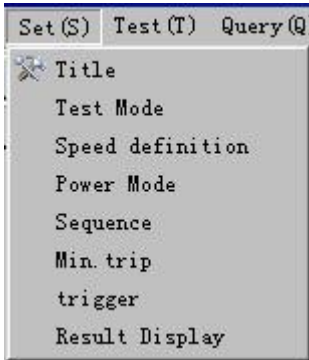 Set(S) Test(T) Query(Q
Title
Test Mode
Speed definition
Power Mode
Sequence
Min.trip
trigger
Result Display